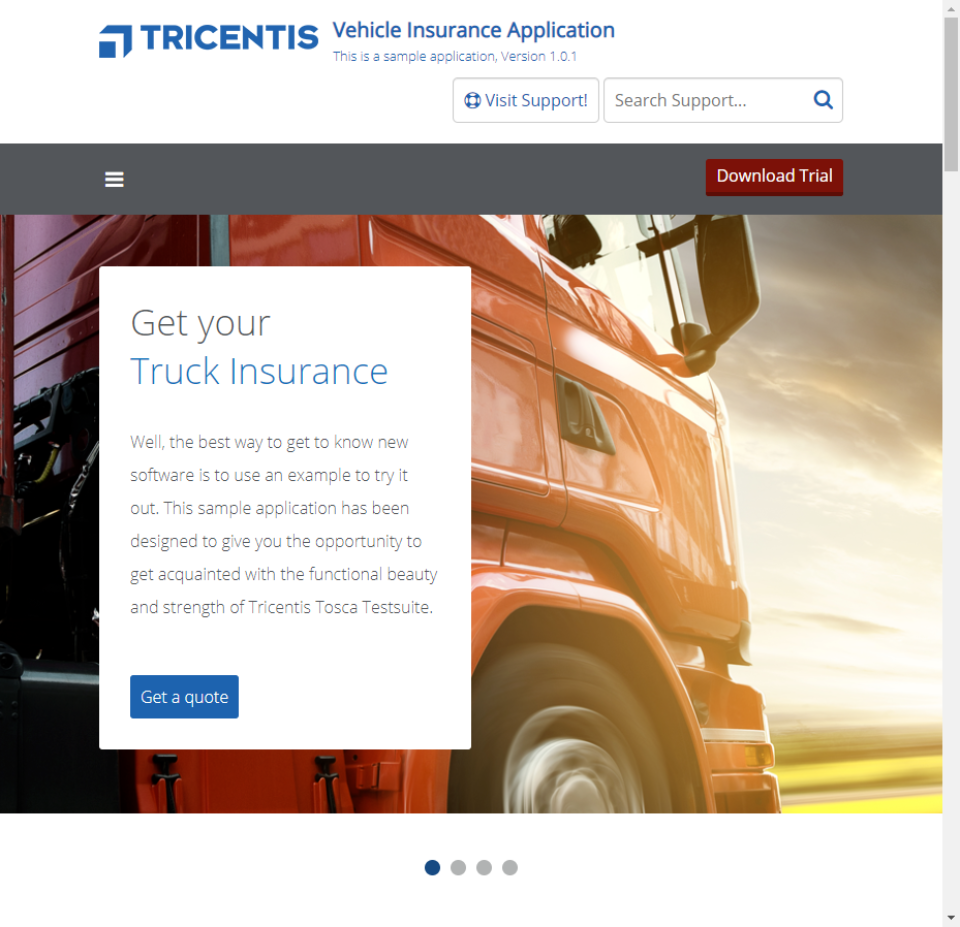 TRICENTIS
Vehicle Insurance Application
This is a sample application, Version 1.0.1
Visit Support!
Search Support...
Download Trial
Get your
Truck Insurance
Well, the best way to get to know new
software is to use an example to try it
out. This sample application has been
designed to give you the opportunity to
get acquainted with the functional beauty
and strength of Tricentis Tosca Testsuite.
Get a quote